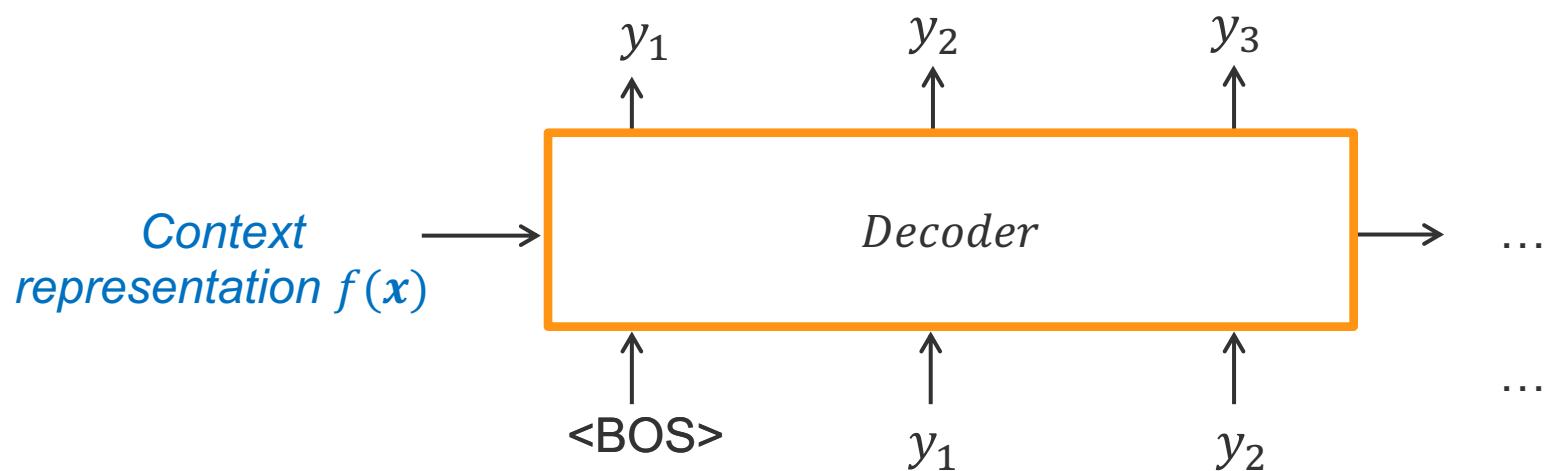 y₁ y₂ y₃
Context
representation f(x)
Decoder
...
<BOS> y₁ y₂ ...